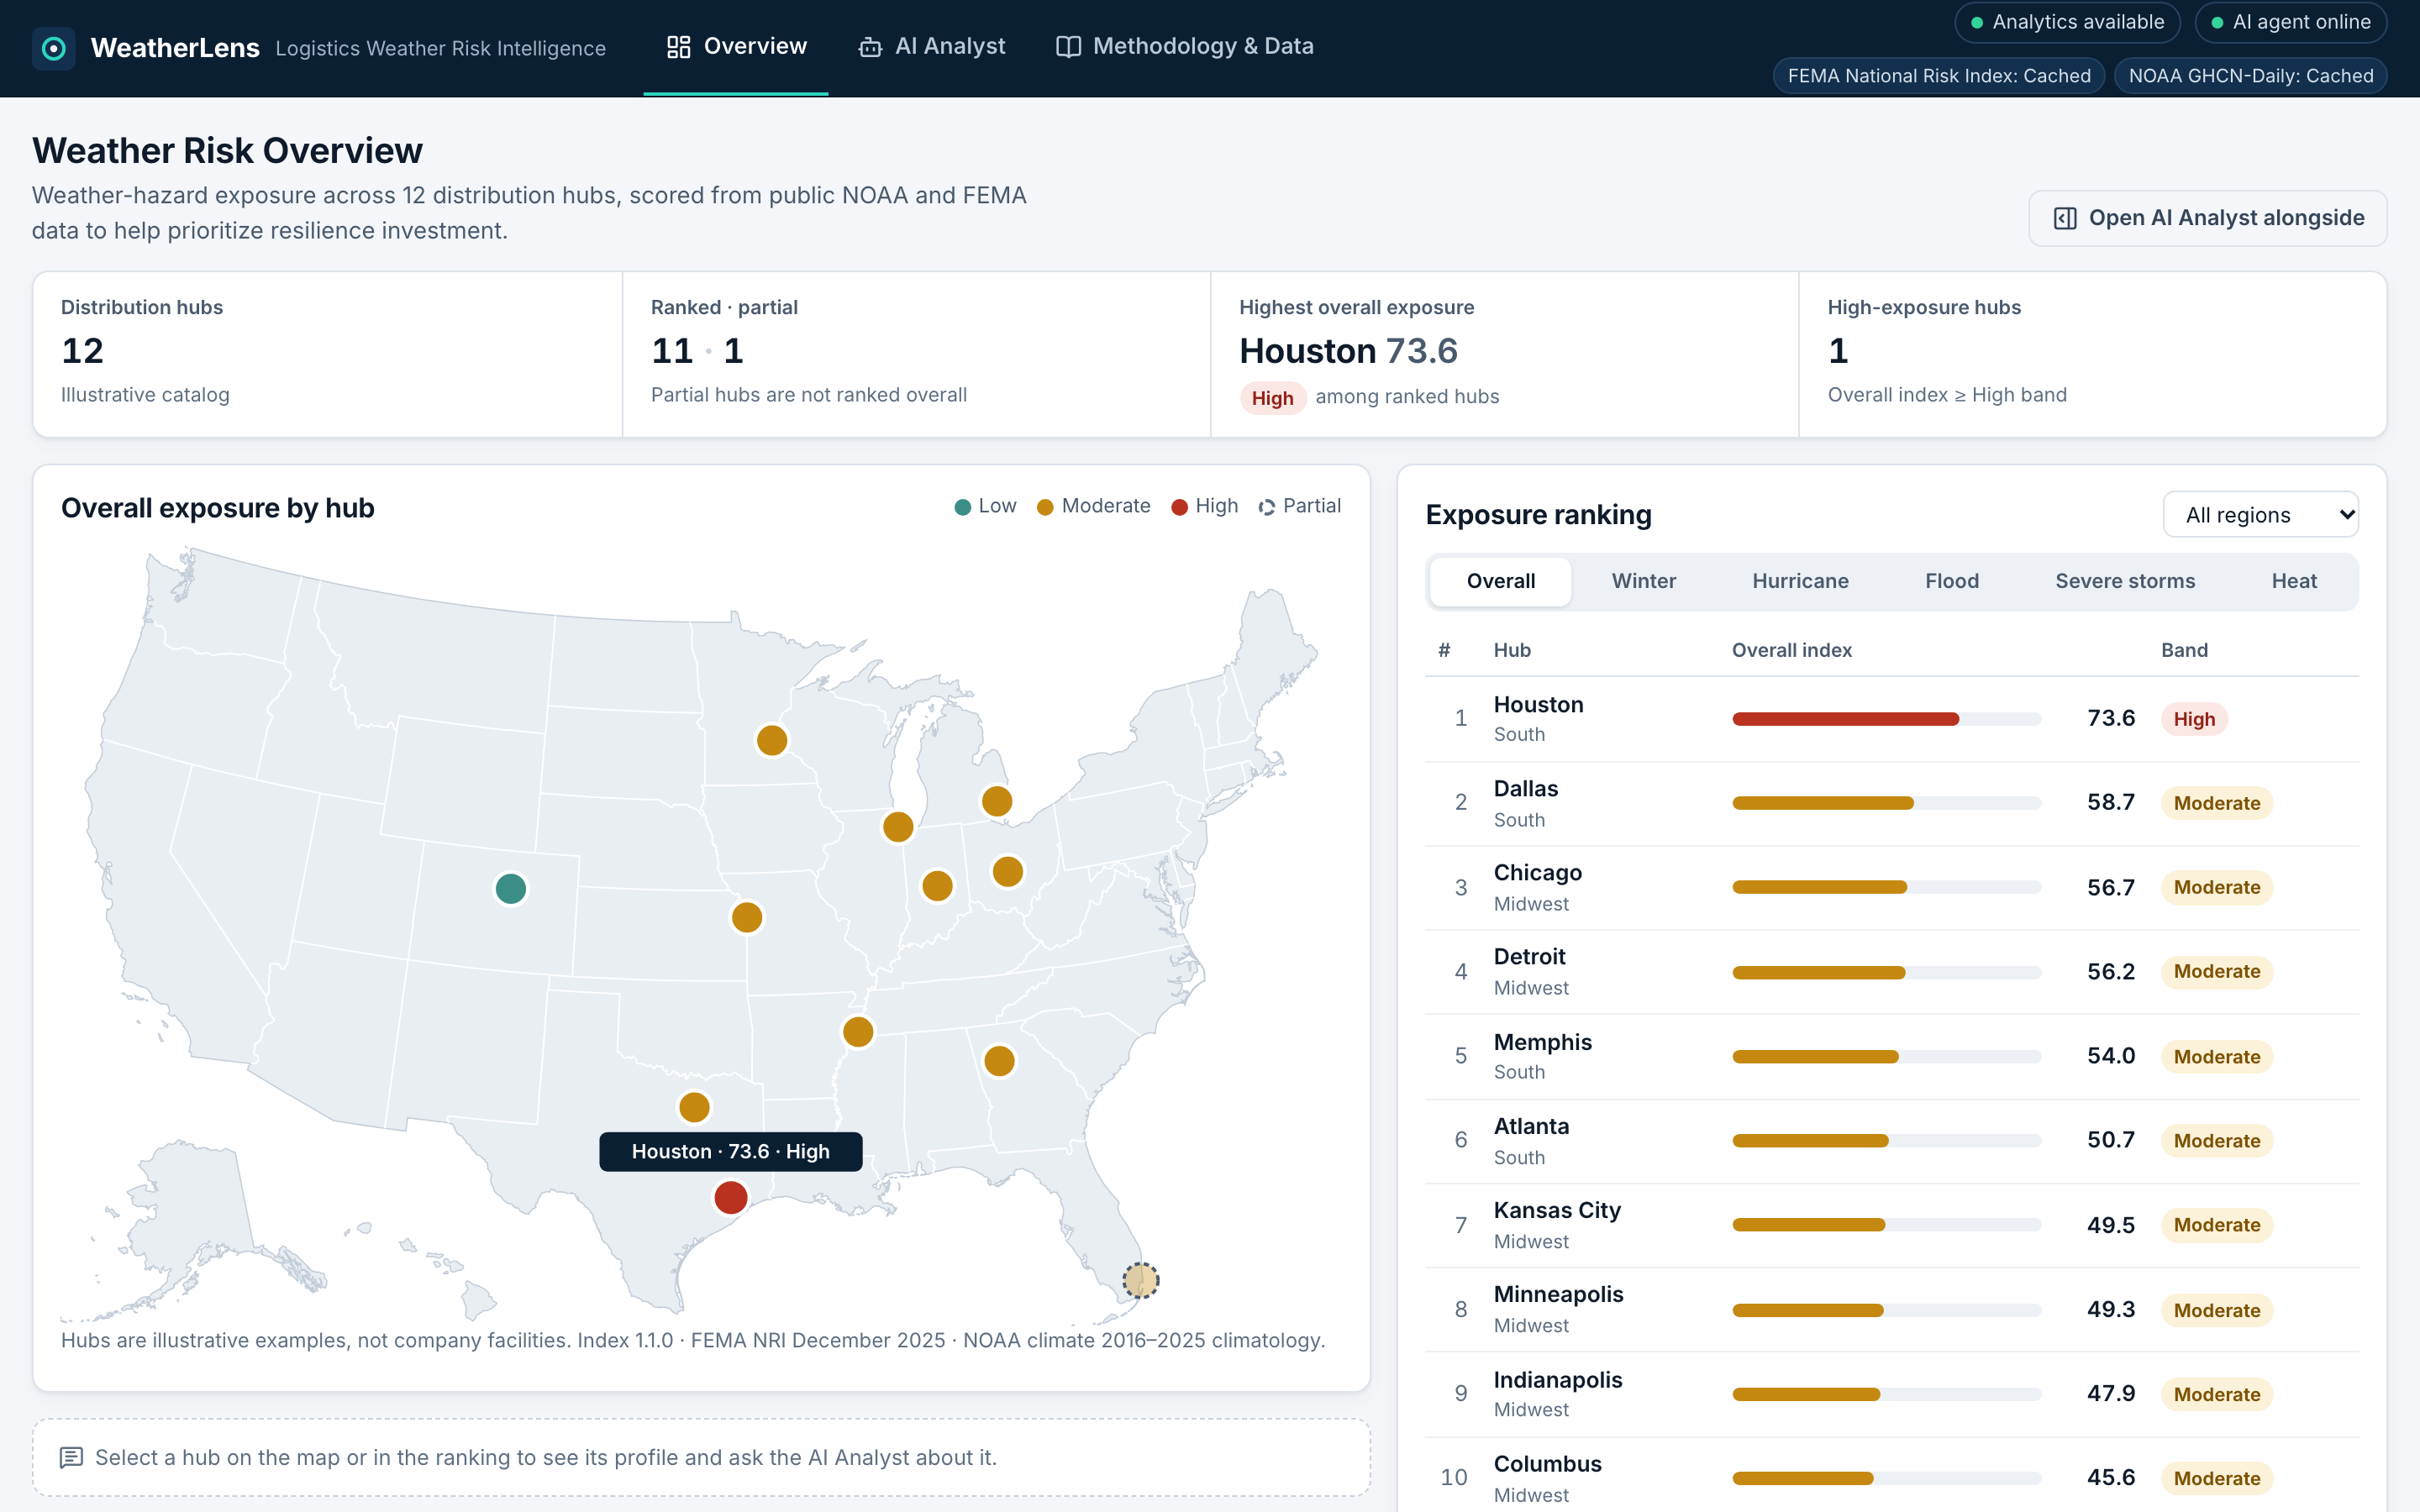 WeatherLens Logistics Weather Risk Intelligence
Overview
AI Analyst
Methodology & Data
Analytics available
AI agent online
FEMA National Risk Index: Cached
NOAA GHCN-Daily: Cached
Weather Risk Overview
Weather-hazard exposure across 12 distribution hubs, scored from public NOAA and FEMA
data to help prioritize resilience investment.
Open AI Analyst alongside
Distribution hubs
12
Illustrative catalog
Ranked · partial
11 · 1
Partial hubs are not ranked overall
Highest overall exposure
Houston 73.6
High among ranked hubs
High-exposure hubs
1
Overall index ≥ High band
Overall exposure by hub
Low
Moderate
High
Partial
Houston · 73.6 · High
Hubs are illustrative examples, not company facilities. Index 1.1.0 · FEMA NRI December 2025 · NOAA climate 2016–2025 climatology.
Select a hub on the map or in the ranking to see its profile and ask the AI Analyst about it.
Exposure ranking
All regions
Overall
Winter
Hurricane
Flood
Severe storms
Heat
# Hub Overall index Band
1 Houston 73.6 High
South
2 Dallas 58.7 Moderate
South
3 Chicago 56.7 Moderate
Midwest
4 Detroit 56.2 Moderate
Midwest
5 Memphis 54.0 Moderate
South
6 Atlanta 50.7 Moderate
South
7 Kansas City 49.5 Moderate
Midwest
8 Minneapolis 49.3 Moderate
Midwest
9 Indianapolis 47.9 Moderate
Midwest
10 Columbus 45.6 Moderate
Midwest